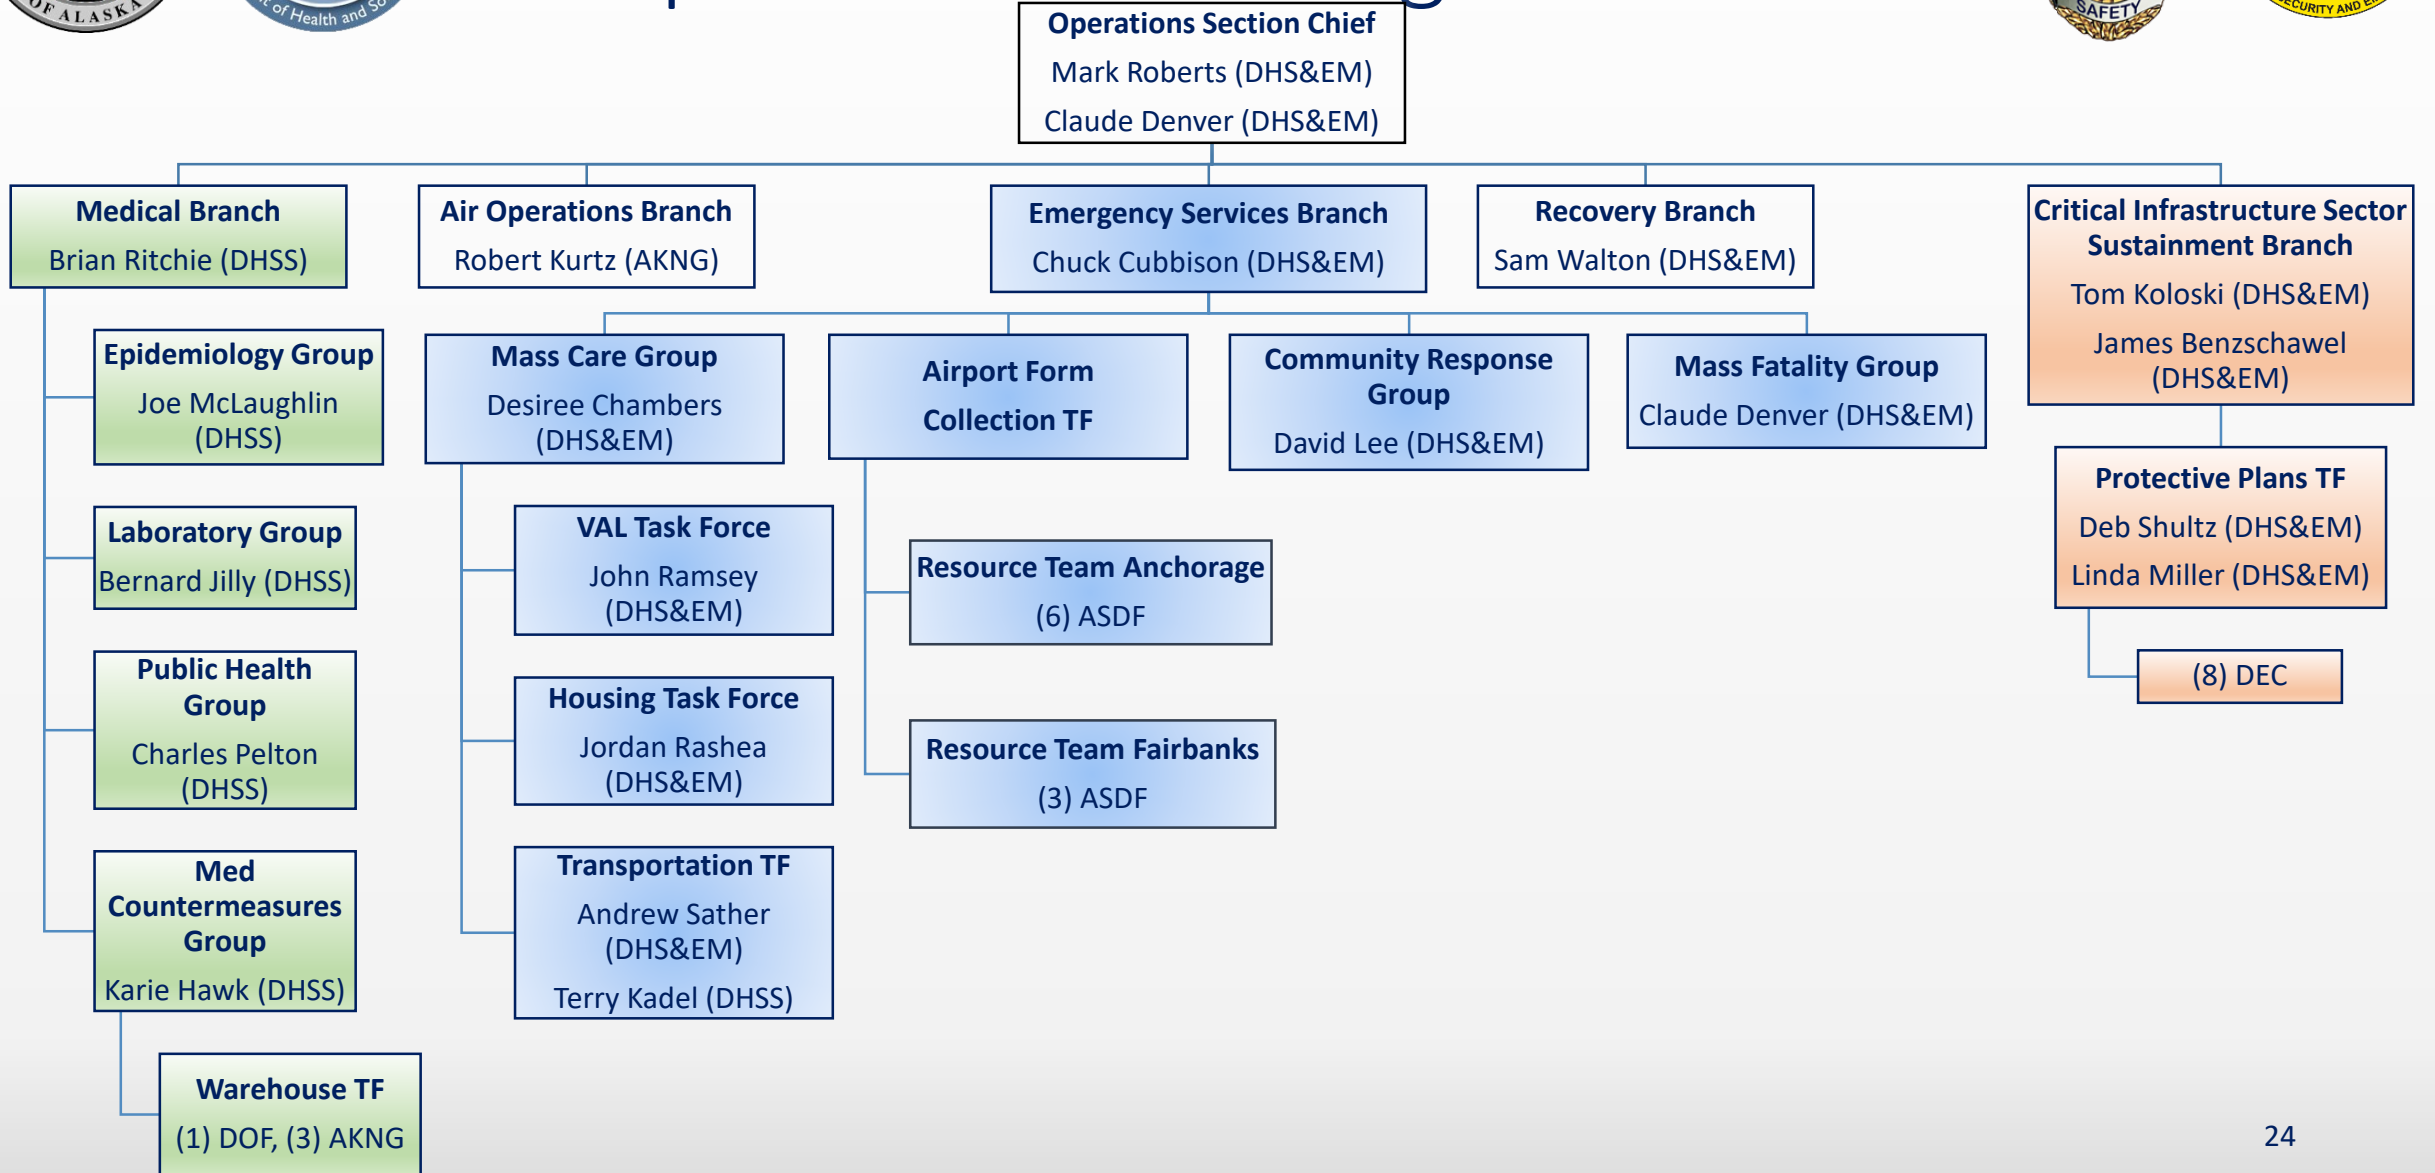 OF ALASKA
of Health and So
SAFETY
Operations Section Chief
Mark Roberts (DHS&EM)
Claude Denver (DHS&EM)
Medical Branch
Brian Ritchie (DHSS)
Air Operations Branch
Robert Kurtz (AKNG)
Emergency Services Branch
Chuck Cubbison (DHS&EM)
Recovery Branch
Sam Walton (DHS&EM)
Critical Infrastructure Sector
Sustainment Branch
Tom Koloski (DHS&EM)
James Benzschawel
(DHS&EM)
Epidemiology Group
Joe McLaughlin
(DHSS)
Laboratory Group
Bernard Jilly (DHSS)
Public Health
Group
Charles Pelton
(DHSS)
Med
Countermeasures
Group
Karie Hawk (DHSS)
Warehouse TF
(1) DOF, (3) AKNG
Mass Care Group
Desiree Chambers
(DHS&EM)
VAL Task Force
John Ramsey
(DHS&EM)
Housing Task Force
Jordan Rashea
(DHS&EM)
Transportation TF
Andrew Sather
(DHS&EM)
Terry Kadel (DHSS)
Airport Form
Collection TF
Resource Team Anchorage
(6) ASDF
Resource Team Fairbanks
(3) ASDF
Community Response
Group
David Lee (DHS&EM)
Mass Fatality Group
Claude Denver (DHS&EM)
Protective Plans TF
Deb Shultz (DHS&EM)
Linda Miller (DHS&EM)
(8) DEC
24